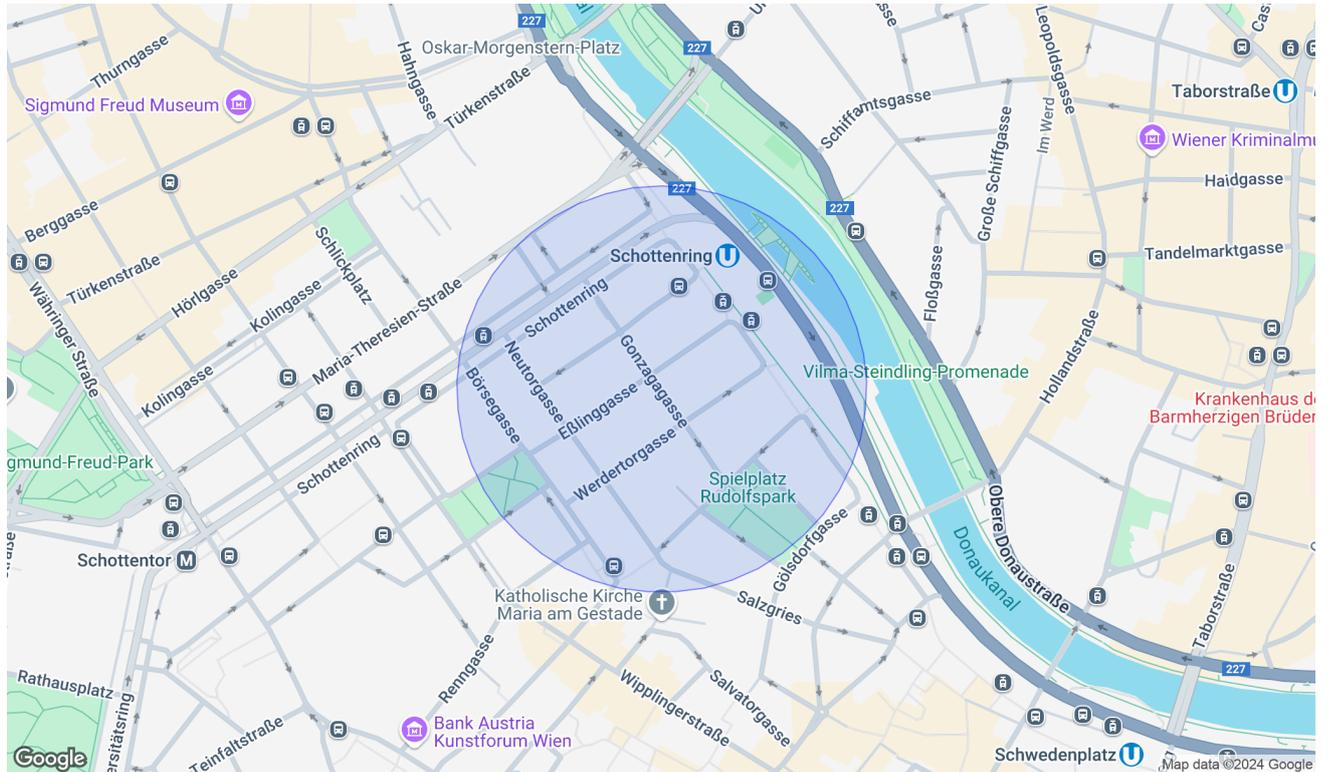 227
Oskar-Morgenstern-Platz
227
Hahngasse
Thurngasse
Türkenstraße
Leopoldsgasse
Taborstraße
U
Sigmund Freud Museum
Schiffamtsgasse
Im Werd
Große Schiffgasse
Wiener Kriminalmu
Haidgasse
227
227
Berggasse
Schlickplatz
Türkenstraße
Hörlgasse
Kolingasse
Schottenring
U
Tandelmarktgasse
Floßgasse
Währinger Straße
Maria-Theresien-Straße
Schottenring
Neutorgasse
Gonzagagasse
Börsegasse
Eßlinggasse
Kolingasse
Vilma-Steindling-Promenade
Hollandstraße
Krankenhaus de
Barmherzigen Brüder
gmund-Freud-Park
Schottenring
Werdertorgasse
Spielplatz
Rudolfspark
Gölsdorfgasse
Obere Donaustraße
Donaukanal
Schottentor
M
Katholische Kirche
Maria am Gestade
Salzgries
Taborstraße
Renngasse
227
Rathausplatz
ersitätsring
Teinfaltstraße
Wipplingerstraße
Salvatorgasse
Bank Austria
Kunstforum Wien
Schwedenplatz
U
Google
Map data ©2024 Google